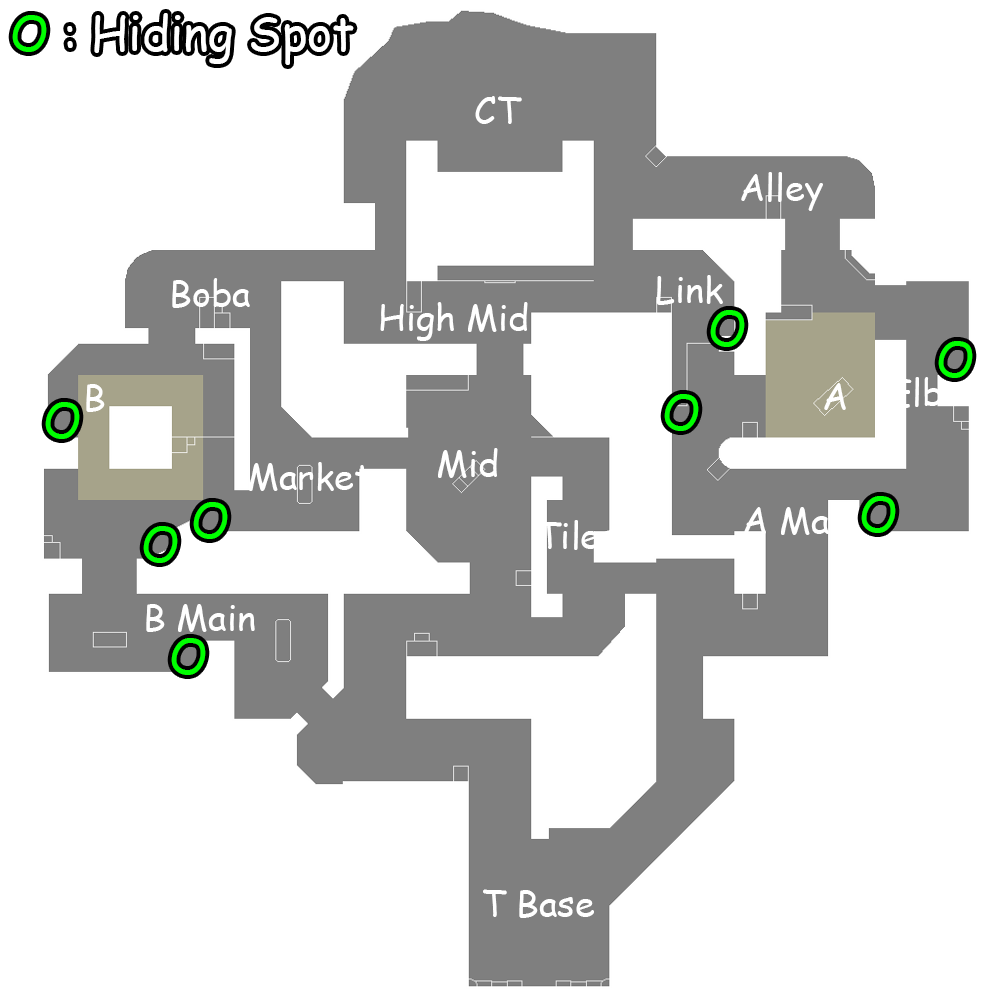 O : Hiding Spot
CT
Alley
Boba
Link
High Mid
B
A
Elb
Market
Mid
A Ma
Tile
B Main
T Base